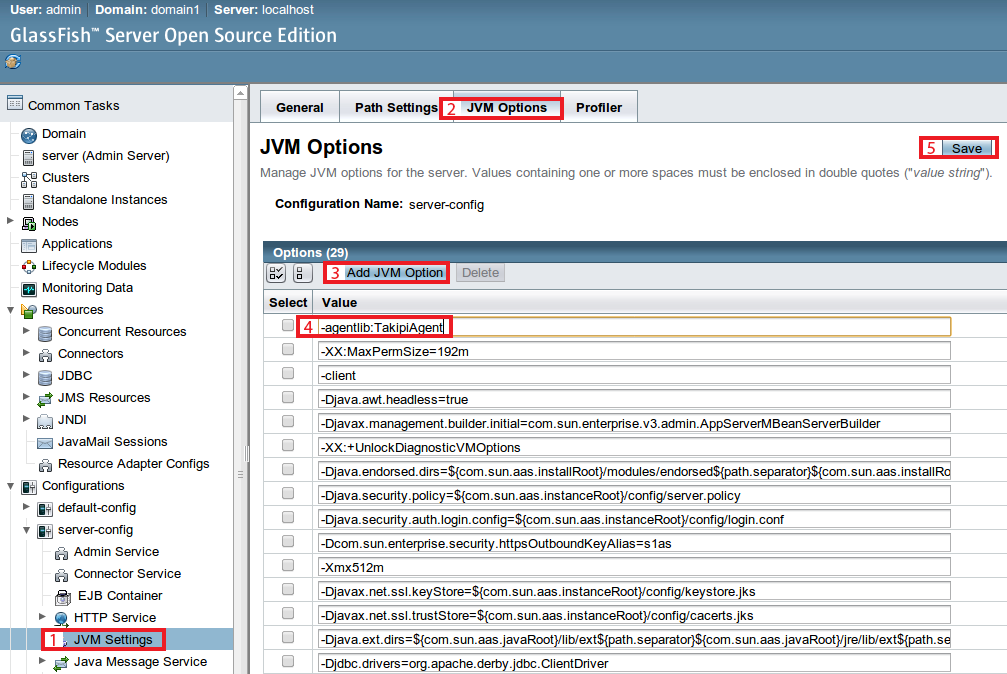 User: admin Domain: domain1 Server: localhost
GlassFish™ Server Open Source Edition
Common Tasks
Domain
server (Admin Server)
Clusters
Standalone Instances
Nodes
Applications
Lifecycle Modules
Monitoring Data
Resources
Concurrent Resources
Connectors
JDBC
JMS Resources
JNDI
JavaMail Sessions
Resource Adapter Configs
Configurations
default-config
server-config
Admin Service
Connector Service
EJB Container
HTTP Service
1 JVM Settings
Java Message Service
General Path Settings 2 JVM Options Profiler
JVM Options
5 Save
Manage JVM options for the server. Values containing one or more spaces must be enclosed in double quotes ("value string").
Configuration Name: server-config
Options (29)
3 Add JVM Option Delete
Select Value
4 -agentlib:TakipiAgent
-XX:MaxPermSize=192m
-client
-Djava.awt.headless=true
-Djavax.management.builder.initial=com.sun.enterprise.v3.admin.AppServerMBeanServerBuilder
-XX:+UnlockDiagnosticVMOptions
-Djava.endorsed.dirs=${com.sun.aas.installRoot}/modules/endorsed${path.separator}${com.sun.aas.installRo
-Djava.security.policy=${com.sun.aas.instanceRoot}/config/server.policy
-Djava.security.auth.login.config=${com.sun.aas.instanceRoot}/config/login.conf
-Dcom.sun.enterprise.security.httpsOutboundKeyAlias=s1as
-Xmx512m
-Djavax.net.ssl.keyStore=${com.sun.aas.instanceRoot}/config/keystore.jks
-Djavax.net.ssl.trustStore=${com.sun.aas.instanceRoot}/config/cacerts.jks
-Djava.ext.dirs=${com.sun.aas.javaRoot}/lib/ext${path.separator}${com.sun.aas.javaRoot}/jre/lib/ext${path.se
-Djdbc.drivers=org.apache.derby.jdbc.ClientDriver